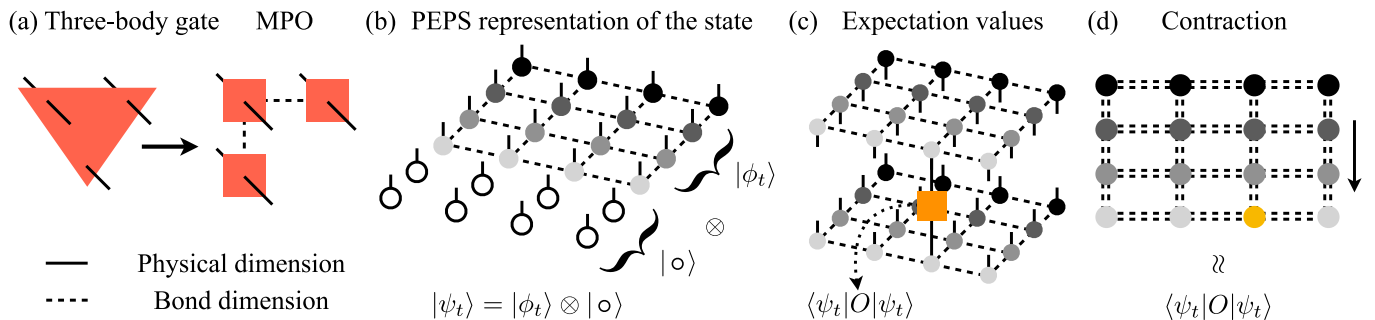 (a) Three-body gate MPO (b) PEPS representation of the state (c) Expectation values (d) Contraction
|ϕ_t⟩
⊗
|∘⟩
Physical dimension
Bond dimension
|ψ_t⟩ = |ϕ_t⟩ ⊗ |∘⟩
⟨ψ_t|O|ψ_t⟩
≈
⟨ψ_t|O|ψ_t⟩